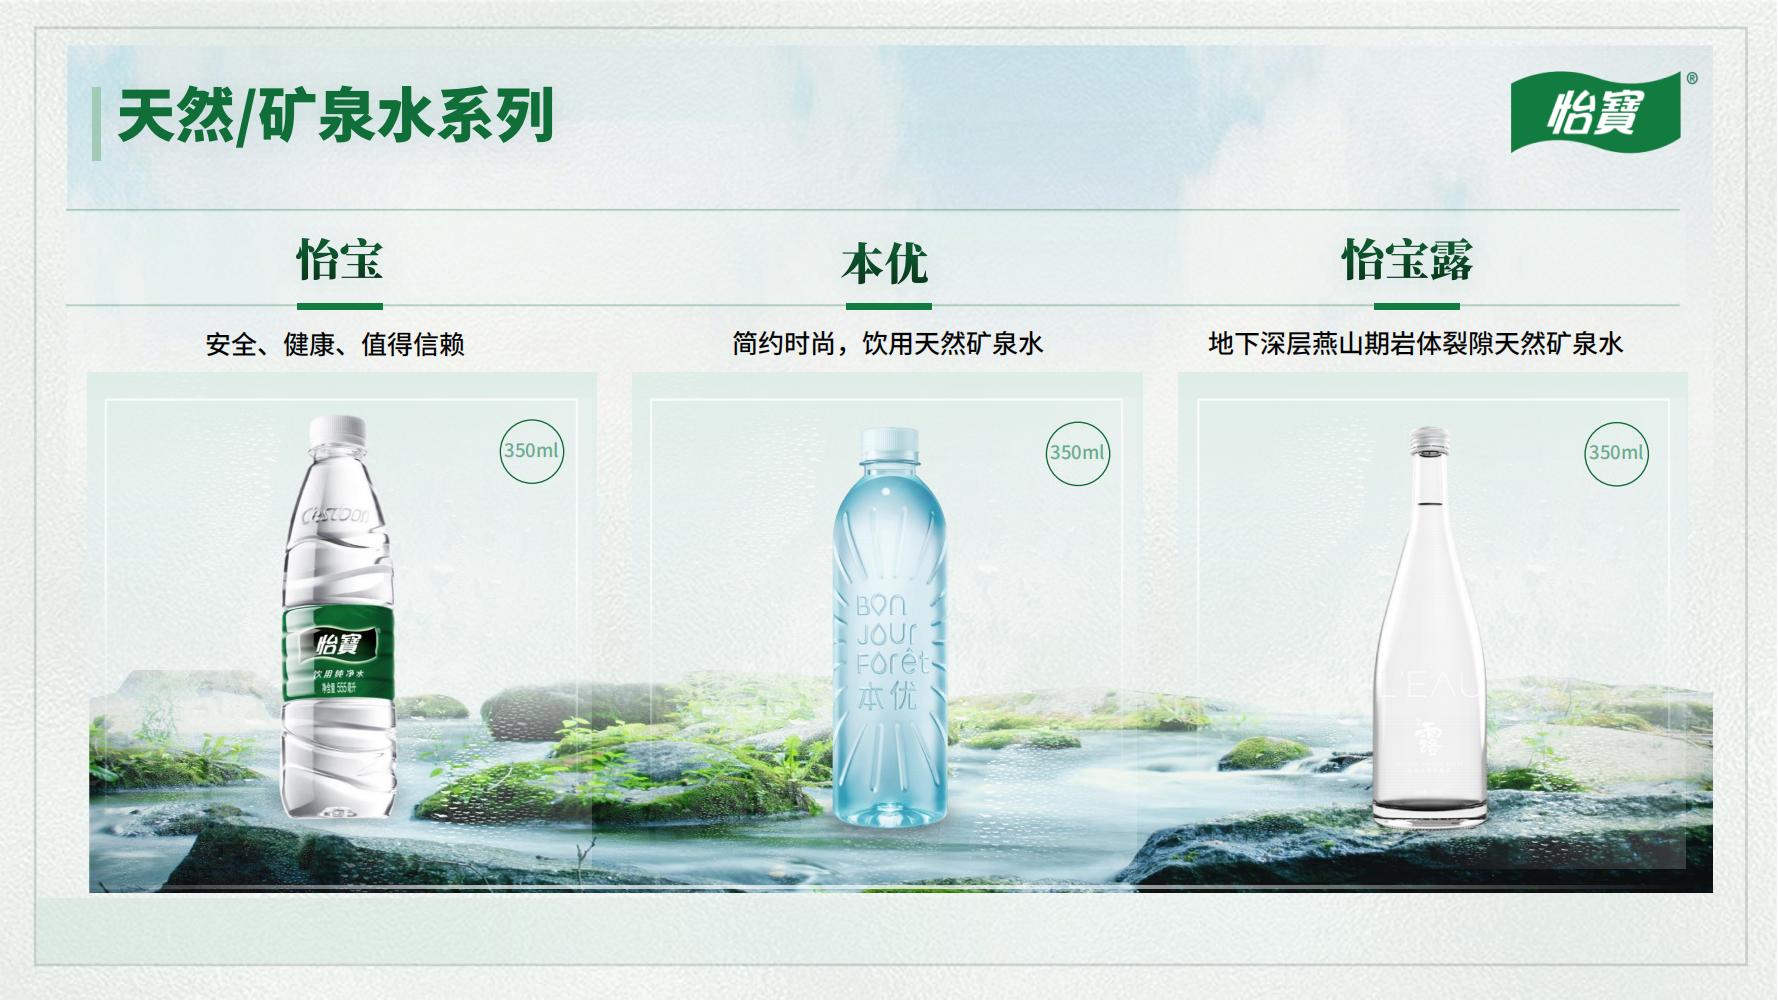 天然/矿泉水系列
怡寶®
怡宝
本优
怡宝露
安全、健康、值得信赖
简约时尚，饮用天然矿泉水
地下深层燕山期岩体裂隙天然矿泉水
350ml
350ml
350ml
C'estbon
怡寶
饮用纯净水
净含量 555毫升
BON
JOUr
FOrêt
本优
L'EAU
露